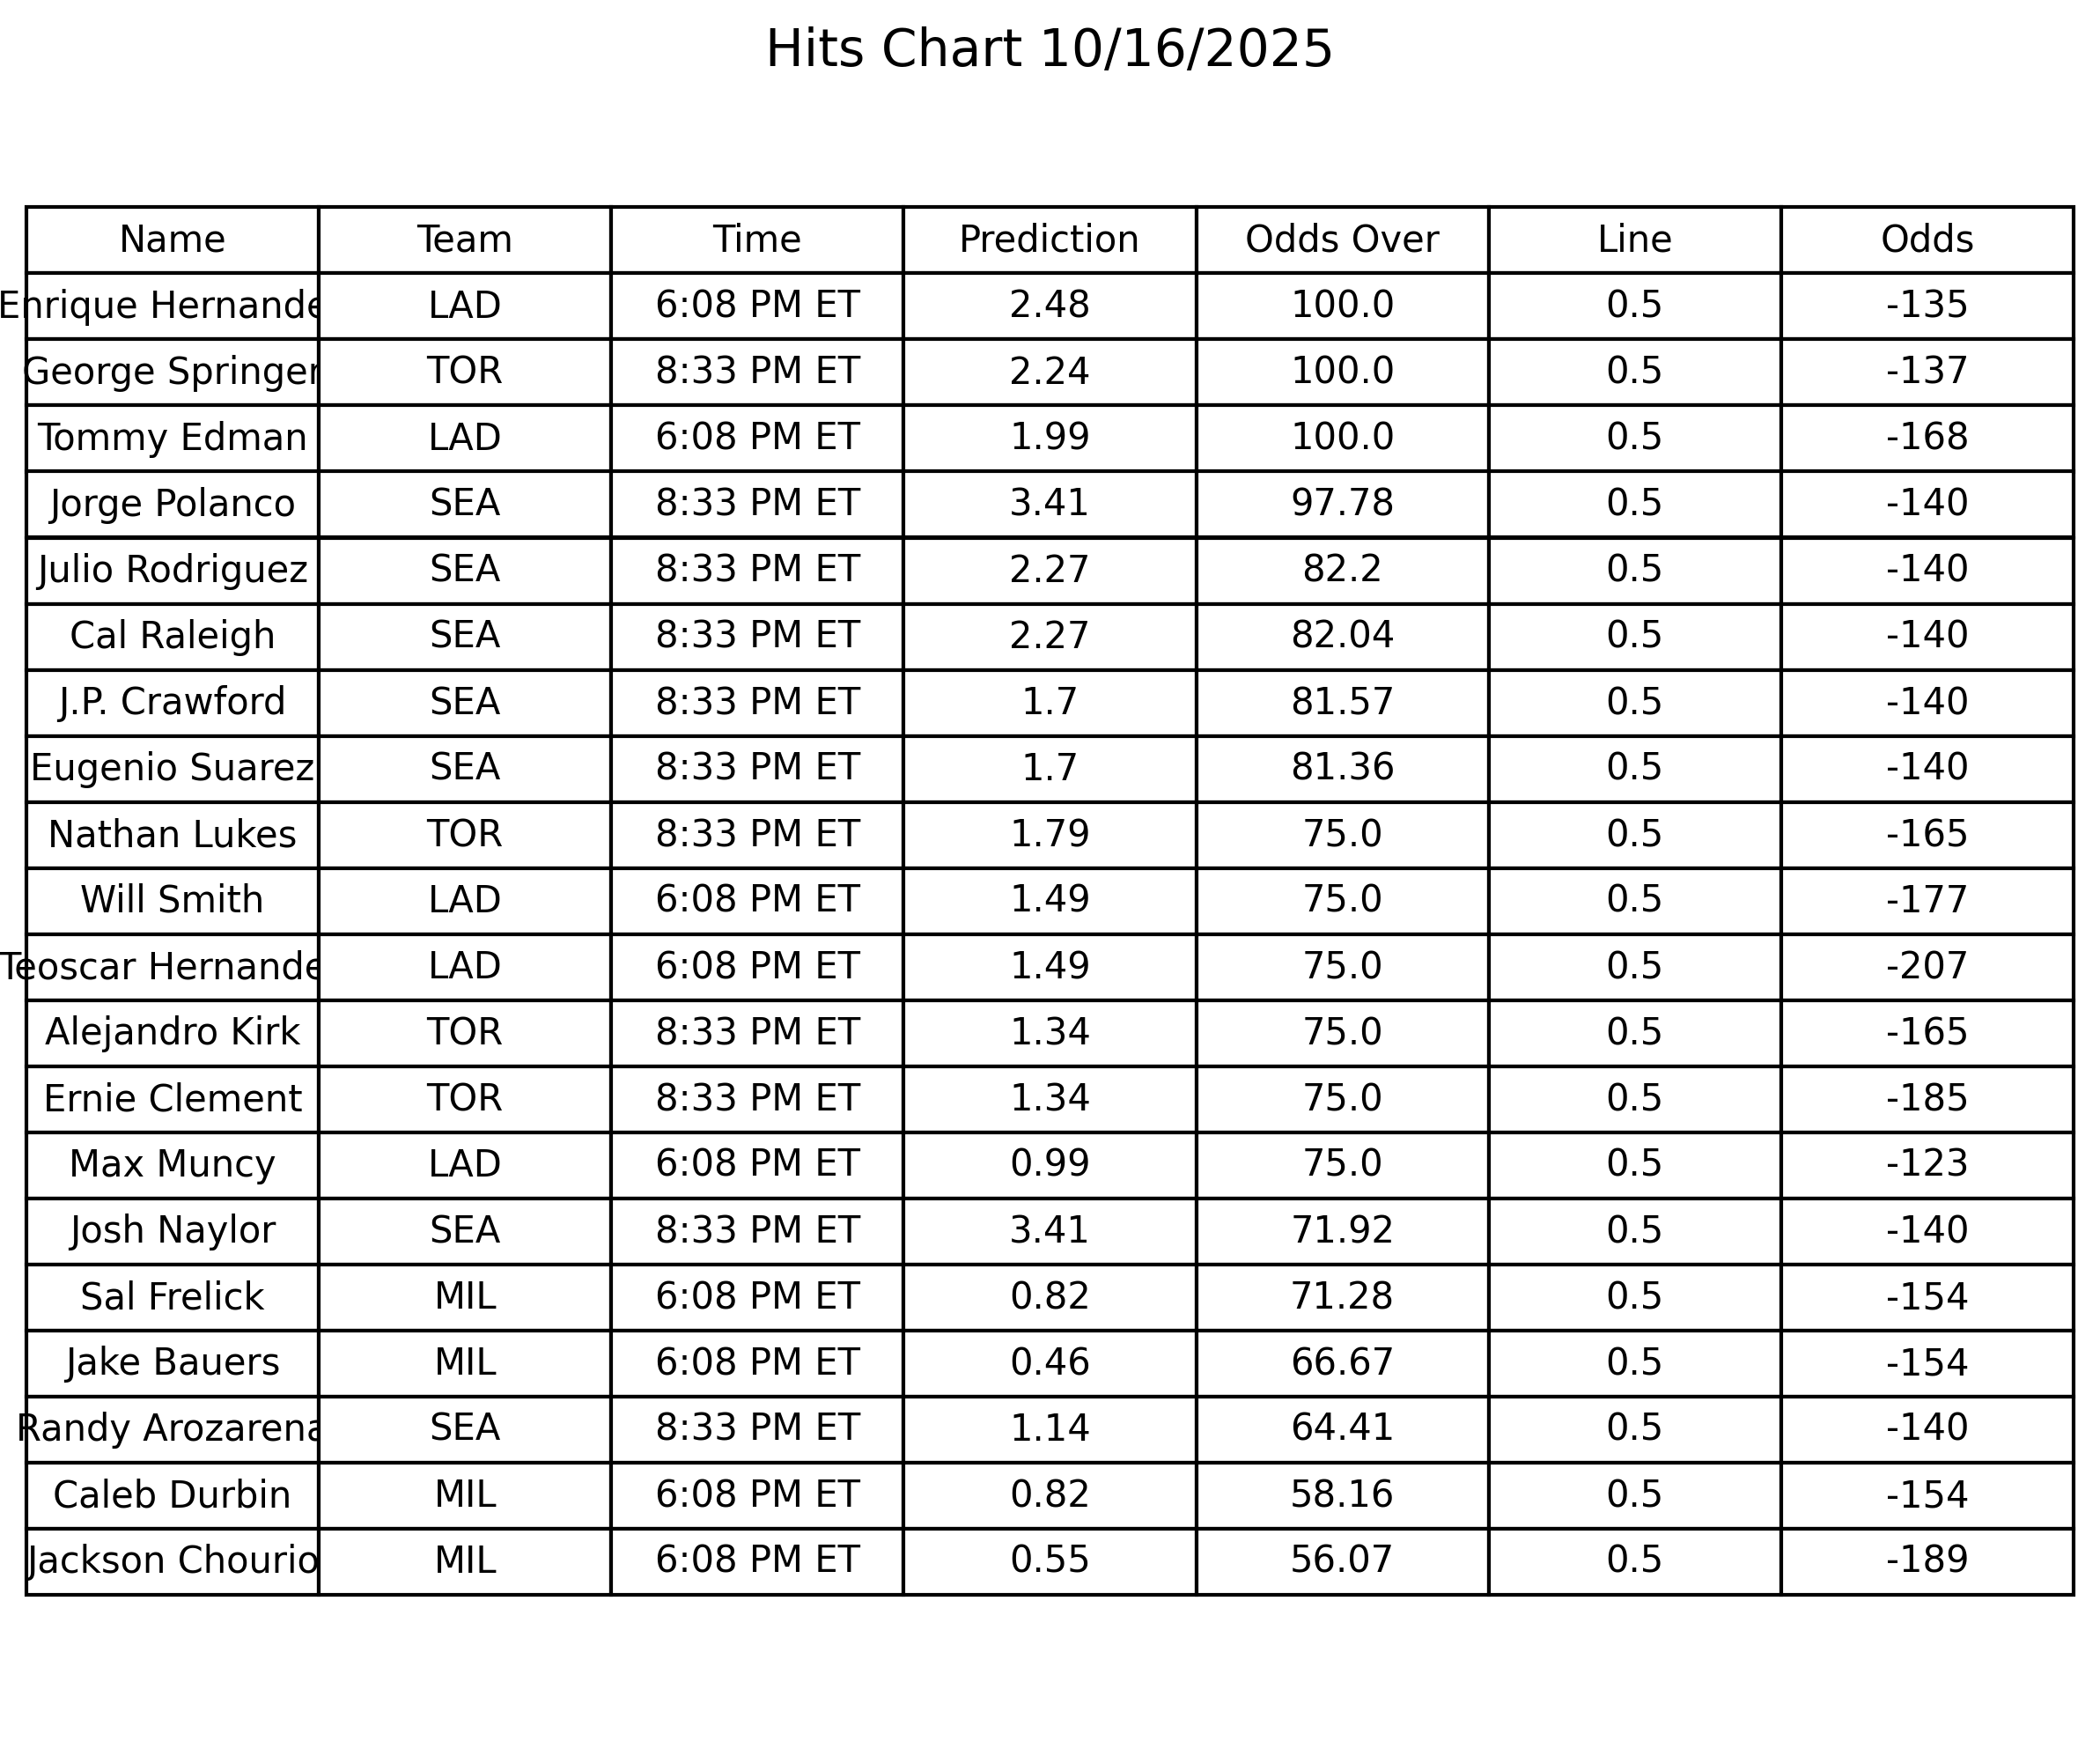 Hits Chart 10/16/2025
Name Team Time Prediction Odds Over Line Odds
Enrique Hernande LAD 6:08 PM ET 2.48 100.0 0.5 -135
George Springer TOR 8:33 PM ET 2.24 100.0 0.5 -137
Tommy Edman LAD 6:08 PM ET 1.99 100.0 0.5 -168
Jorge Polanco SEA 8:33 PM ET 3.41 97.78 0.5 -140
Julio Rodriguez SEA 8:33 PM ET 2.27 82.2 0.5 -140
Cal Raleigh SEA 8:33 PM ET 2.27 82.04 0.5 -140
J.P. Crawford SEA 8:33 PM ET 1.7 81.57 0.5 -140
Eugenio Suarez SEA 8:33 PM ET 1.7 81.36 0.5 -140
Nathan Lukes TOR 8:33 PM ET 1.79 75.0 0.5 -165
Will Smith LAD 6:08 PM ET 1.49 75.0 0.5 -177
Teoscar Hernande LAD 6:08 PM ET 1.49 75.0 0.5 -207
Alejandro Kirk TOR 8:33 PM ET 1.34 75.0 0.5 -165
Ernie Clement TOR 8:33 PM ET 1.34 75.0 0.5 -185
Max Muncy LAD 6:08 PM ET 0.99 75.0 0.5 -123
Josh Naylor SEA 8:33 PM ET 3.41 71.92 0.5 -140
Sal Frelick MIL 6:08 PM ET 0.82 71.28 0.5 -154
Jake Bauers MIL 6:08 PM ET 0.46 66.67 0.5 -154
Randy Arozarena SEA 8:33 PM ET 1.14 64.41 0.5 -140
Caleb Durbin MIL 6:08 PM ET 0.82 58.16 0.5 -154
Jackson Chourio MIL 6:08 PM ET 0.55 56.07 0.5 -189